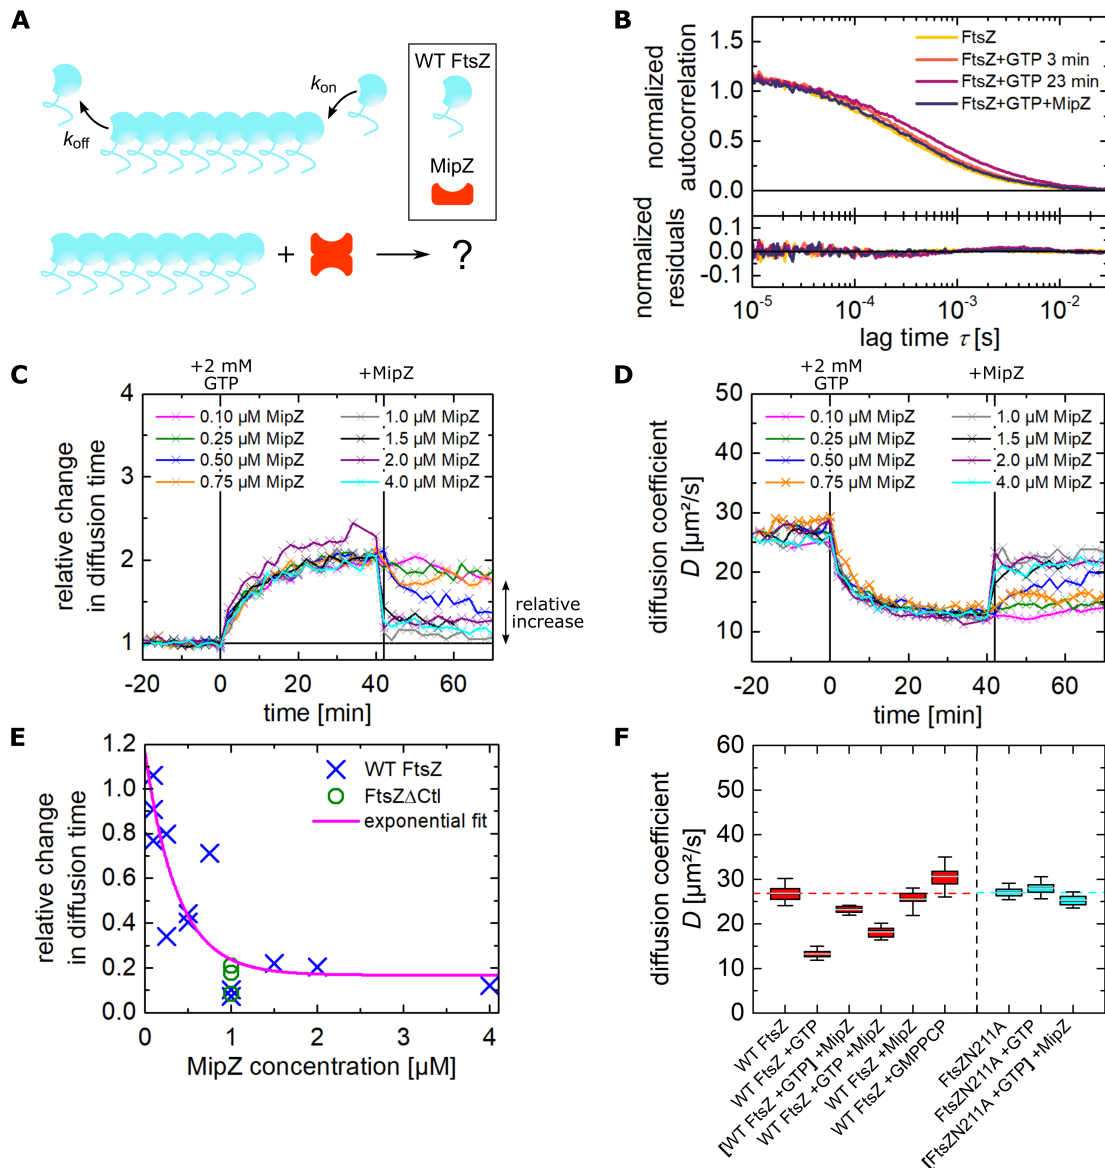 A
WT FtsZ
k_on
k_off
MipZ
+
?
B
normalized
autocorrelation
1.5
1.0
0.5
0.0
FtsZ
FtsZ+GTP 3 min
FtsZ+GTP 23 min
FtsZ+GTP+MipZ
normalized
residuals
0.1
0.0
-0.1
10^-5
10^-4
10^-3
10^-2
lag time τ [s]
C
+2 mM
GTP
+MipZ
relative change
in diffusion time
4
3
2
1
0.10 µM MipZ
0.25 µM MipZ
0.50 µM MipZ
0.75 µM MipZ
1.0 µM MipZ
1.5 µM MipZ
2.0 µM MipZ
4.0 µM MipZ
relative
increase
-20
0
20
40
60
time [min]
D
+2 mM
GTP
+MipZ
diffusion coefficient
D [µm²/s]
50
40
30
20
10
0.10 µM MipZ
0.25 µM MipZ
0.50 µM MipZ
0.75 µM MipZ
1.0 µM MipZ
1.5 µM MipZ
2.0 µM MipZ
4.0 µM MipZ
-20
0
20
40
60
time [min]
E
relative change
in diffusion time
1.2
1.0
0.8
0.6
0.4
0.2
0.0
WT FtsZ
FtsZΔCtl
exponential fit
0
1
2
3
4
MipZ concentration [µM]
F
diffusion coefficient
D [µm²/s]
60
50
40
30
20
10
0
WT FtsZ
WT FtsZ +GTP
[WT FtsZ +GTP] +MipZ
WT FtsZ +GTP +MipZ
WT FtsZ +MipZ
WT FtsZ +GMPPCP
FtsZN211A
FtsZN211A +GTP
[FtsZN211A +GTP] +MipZ